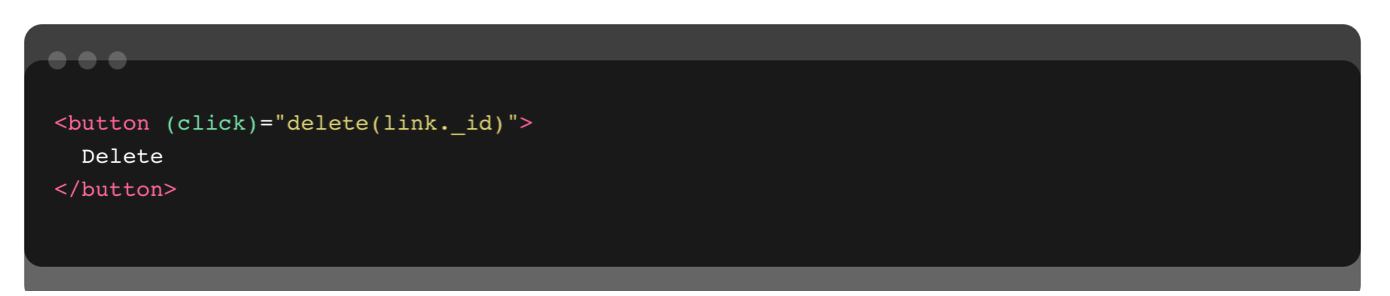 <button (click)="delete(link._id)">
  Delete
</button>